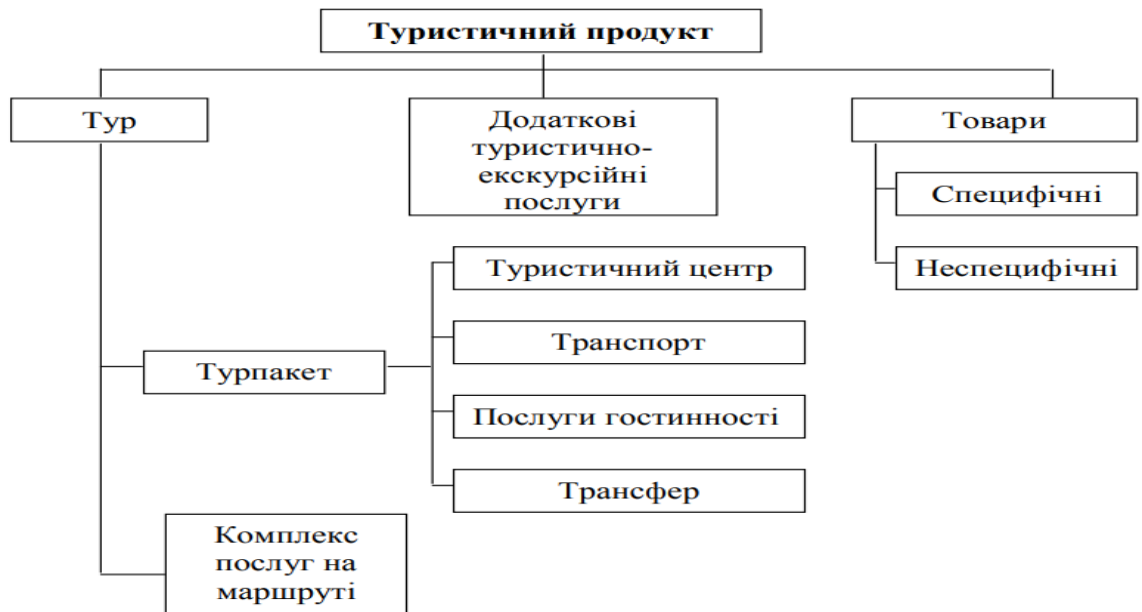 Туристичний продукт
Тур
Додаткові
туристично-
екскурсійні
послуги
Товари
Специфічні
Неспецифічні
Туристичний центр
Транспорт
Турпакет
Послуги гостинності
Трансфер
Комплекс
послуг на
маршруті